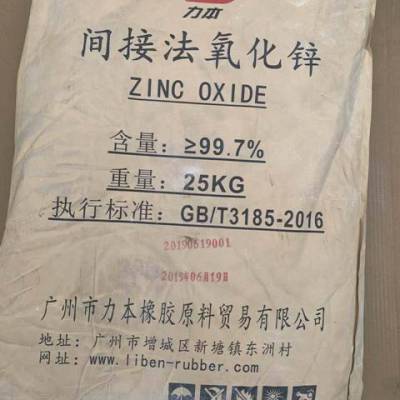 力本
间接法氧化锌
ZINC OXIDE
含量：≥99.7%
重量：25KG
执行标准：GB/T3185-2016
20190619001
2019年06月19日
广州市力本橡胶原料贸易有限公司
地址：广州市增城区新塘镇东洲村
网址：www.liben-rubber.com